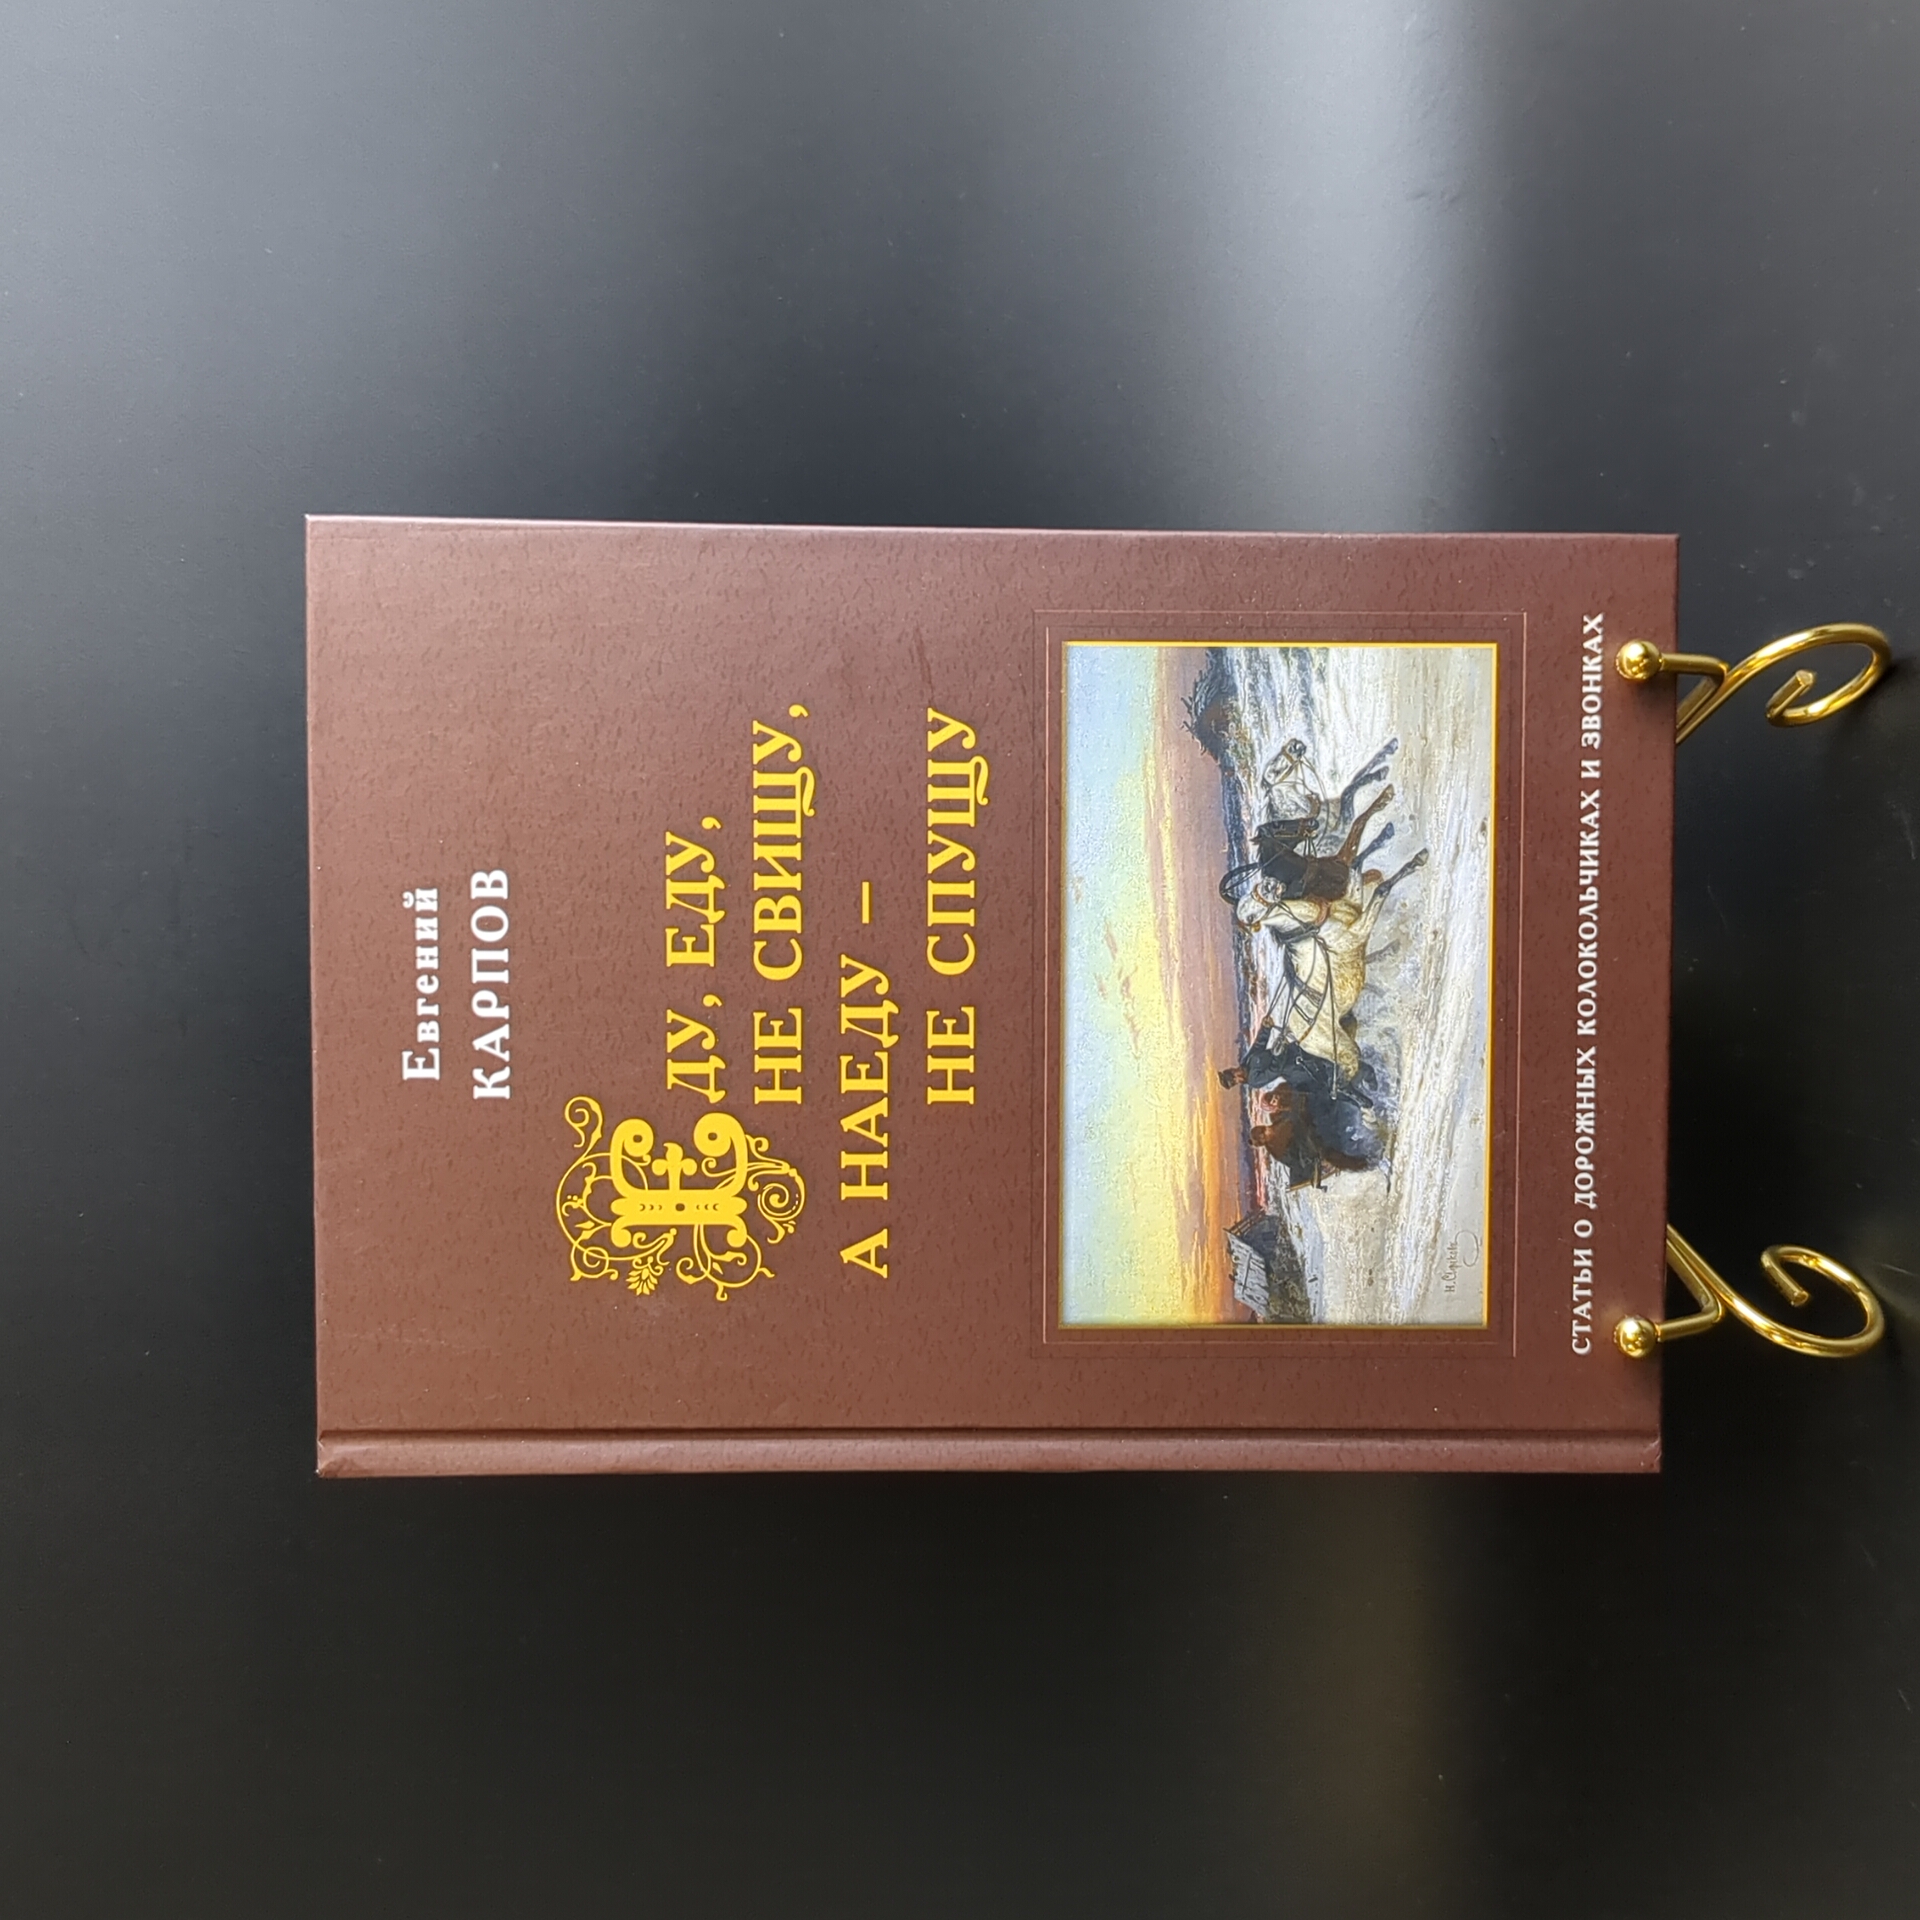 Евгений
КАРПОВ
ЕДУ, ЕДУ,
НЕ СВИЩУ,
А НАЕДУ –
НЕ СПУЩУ
СТАТЬИ О ДОРОЖНЫХ КОЛОКОЛЬЧИКАХ И ЗВОНКАХ